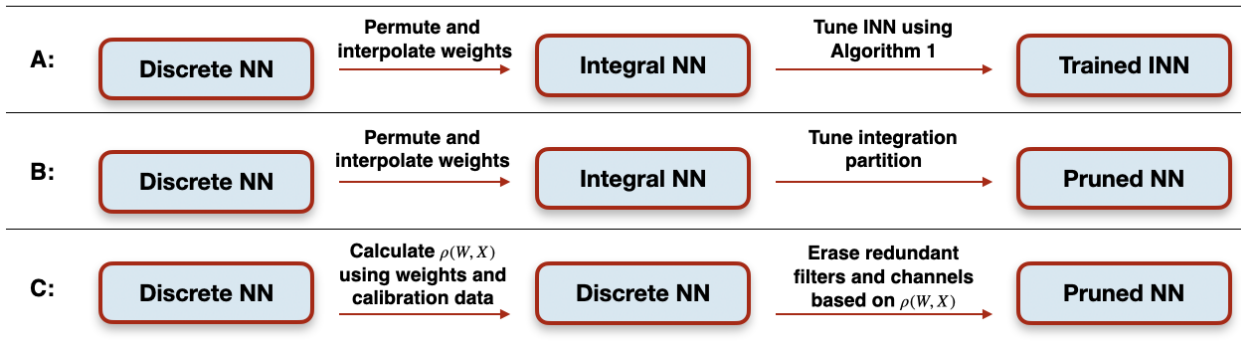 A:
Discrete NN
Permute and
interpolate weights
Integral NN
Tune INN using
Algorithm 1
Trained INN
B:
Discrete NN
Permute and
interpolate weights
Integral NN
Tune integration
partition
Pruned NN
C:
Discrete NN
Calculate ρ(W, X)
using weights and
calibration data
Discrete NN
Erase redundant
filters and channels
based on ρ(W, X)
Pruned NN